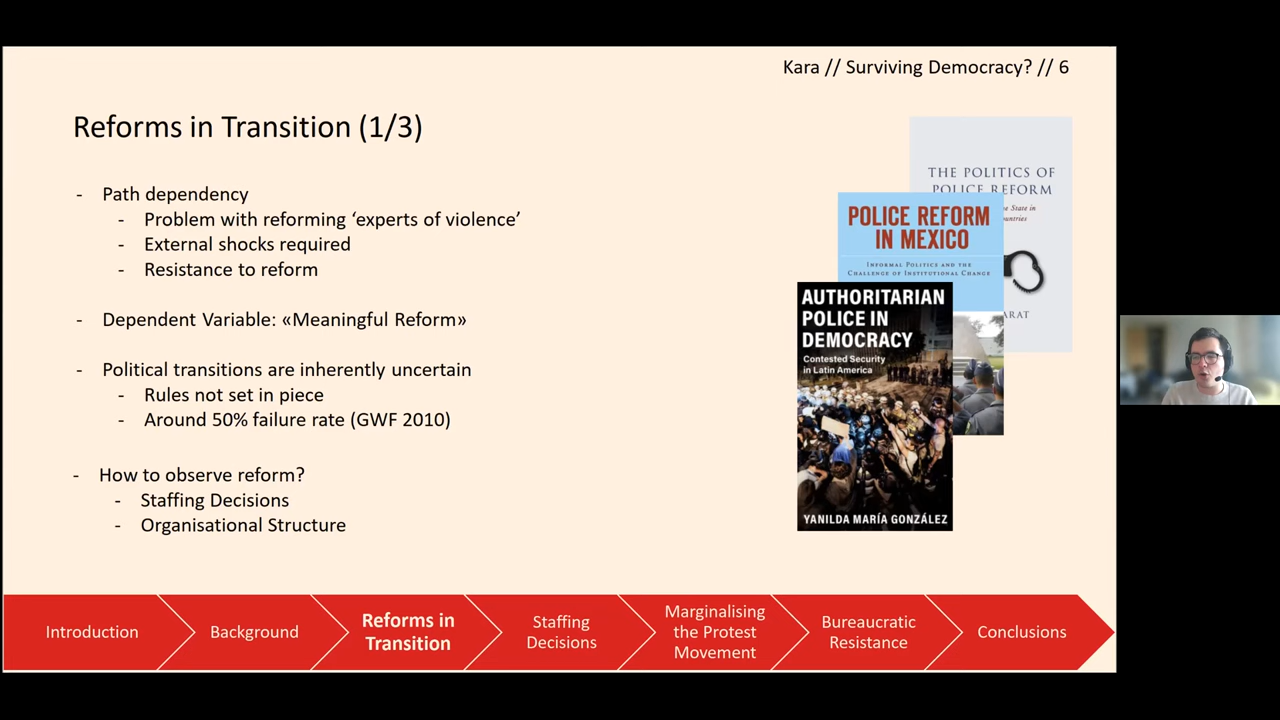 Kara // Surviving Democracy? // 6
Reforms in Transition (1/3)
- Path dependency
- Problem with reforming ‘experts of violence’
- External shocks required
- Resistance to reform
- Dependent Variable: «Meaningful Reform»
- Political transitions are inherently uncertain
- Rules not set in piece
- Around 50% failure rate (GWF 2010)
- How to observe reform?
- Staffing Decisions
- Organisational Structure
THE POLITICS OF
POLICE REFORM
State in
POLICE REFORM
IN MEXICO
INFORMAL POLITICS AND THE
CHALLENGE OF INSTITUTIONAL CHANGE
AUTHORITARIAN
POLICE IN
DEMOCRACY
Contested Security
in Latin America
YANILDA MARÍA GONZÁLEZ
Introduction
Background
Reforms in
Transition
Staffing
Decisions
Marginalising
the Protest
Movement
Bureaucratic
Resistance
Conclusions